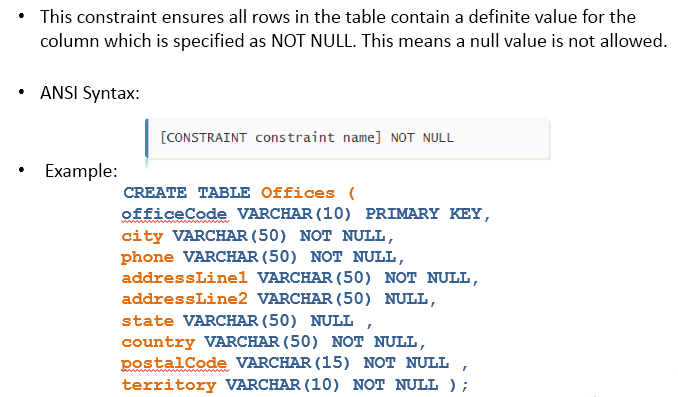 • This constraint ensures all rows in the table contain a definite value for the
column which is specified as NOT NULL. This means a null value is not allowed.
• ANSI Syntax:
[CONSTRAINT constraint name] NOT NULL
• Example:
CREATE TABLE Offices (
officeCode VARCHAR(10) PRIMARY KEY,
city VARCHAR(50) NOT NULL,
phone VARCHAR(50) NOT NULL,
addressLine1 VARCHAR(50) NOT NULL,
addressLine2 VARCHAR(50) NULL,
state VARCHAR(50) NULL ,
country VARCHAR(50) NOT NULL,
postalCode VARCHAR(15) NOT NULL ,
territory VARCHAR(10) NOT NULL );